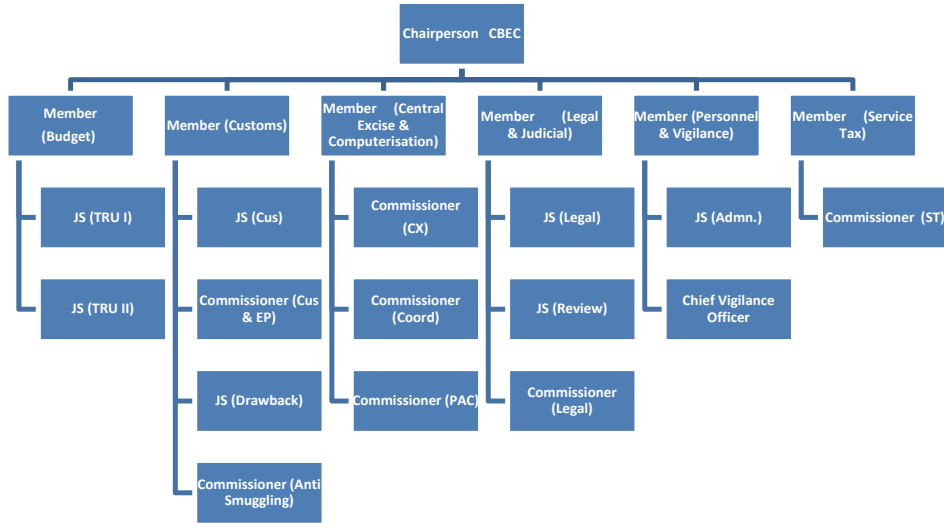 Chairperson CBEC
Member
(Budget)
Member (Customs)
Member (Central
Excise &
Computerisation)
Member (Legal
& Judicial)
Member (Personnel
& Vigilance)
Member (Service
Tax)
JS (TRU I)
JS (TRU II)
JS (Cus)
Commissioner (Cus
& EP)
JS (Drawback)
Commissioner (Anti
Smuggling)
Commissioner
(CX)
Commissioner
(Coord)
Commissioner (PAC)
JS (Legal)
JS (Review)
Commissioner
(Legal)
JS (Admn.)
Chief Vigilance
Officer
Commissioner (ST)